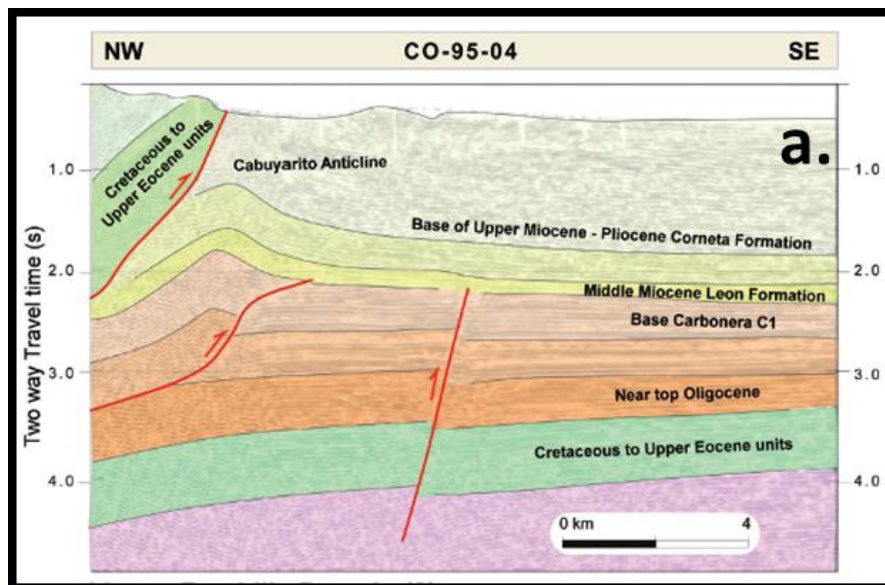 NW CO-95-04 SE
a.
Cretaceous to
Upper Eocene units
Cabuyarito Anticline
1.0 1.0
Base of Upper Miocene - Pliocene Corneta Formation
2.0 2.0
Middle Miocene Leon Formation
Base Carbonera C1
Two way Travel time (s)
3.0 3.0
Near top Oligocene
Cretaceous to Upper Eocene units
4.0 4.0
0 km 4